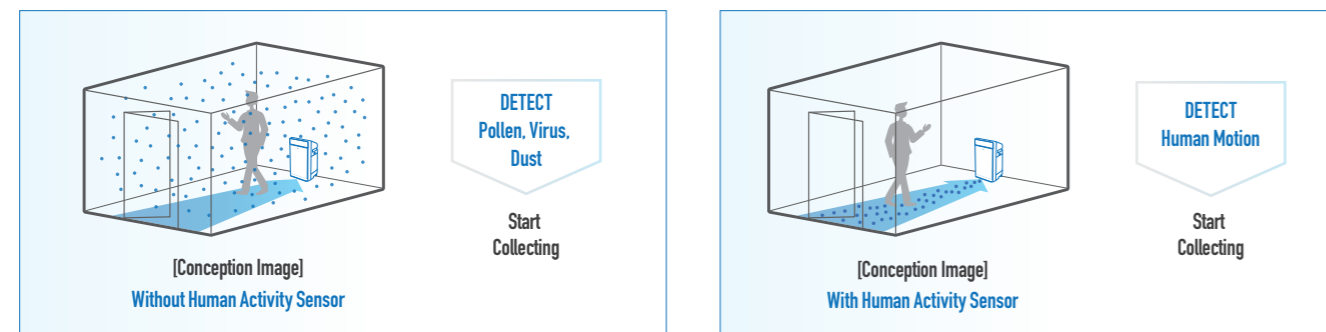 DETECT
Pollen, Virus,
Dust
Start
Collecting
[Conception Image]
Without Human Activity Sensor
DETECT
Human Motion
Start
Collecting
[Conception Image]
With Human Activity Sensor